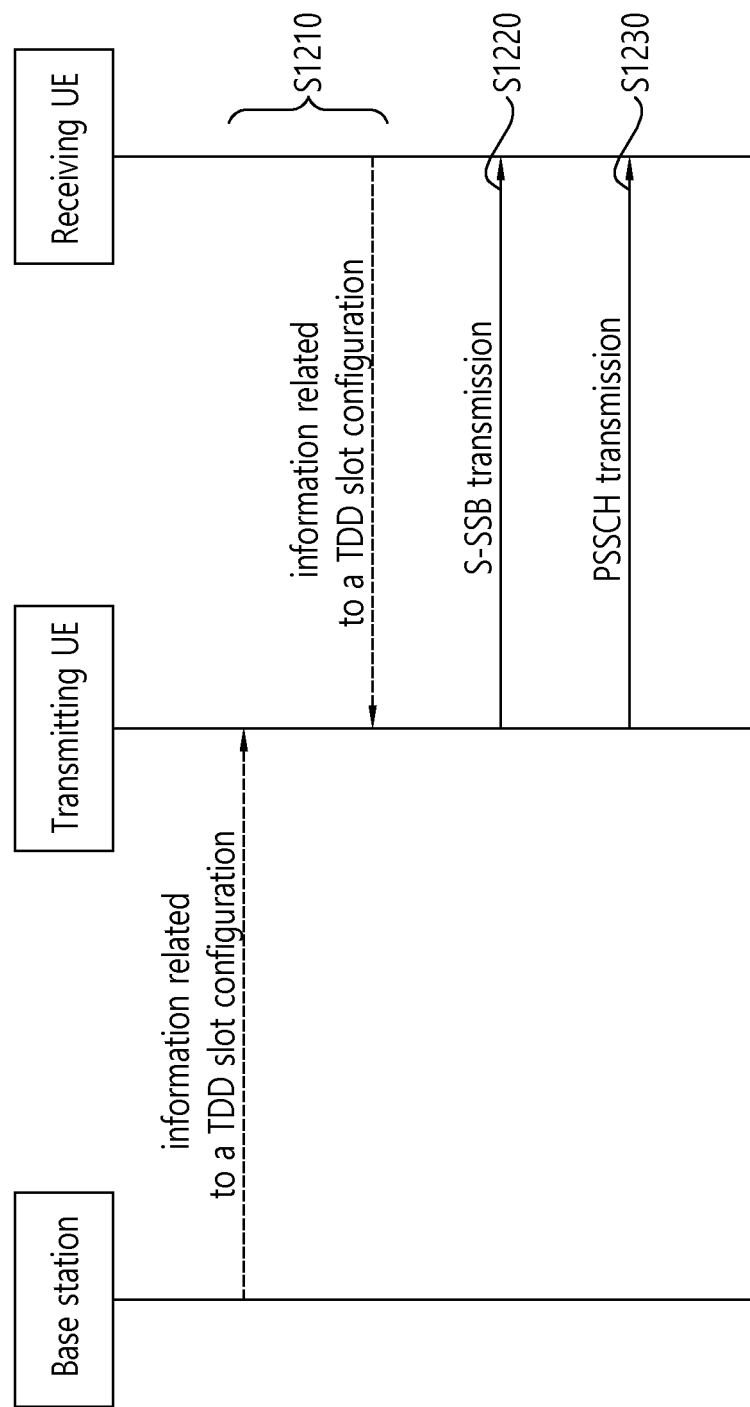 Base station
Transmitting UE
Receiving UE
information related
to a TDD slot configuration
information related
to a TDD slot configuration
S1210
S-SSB transmission
S1220
PSSCH transmission
S1230